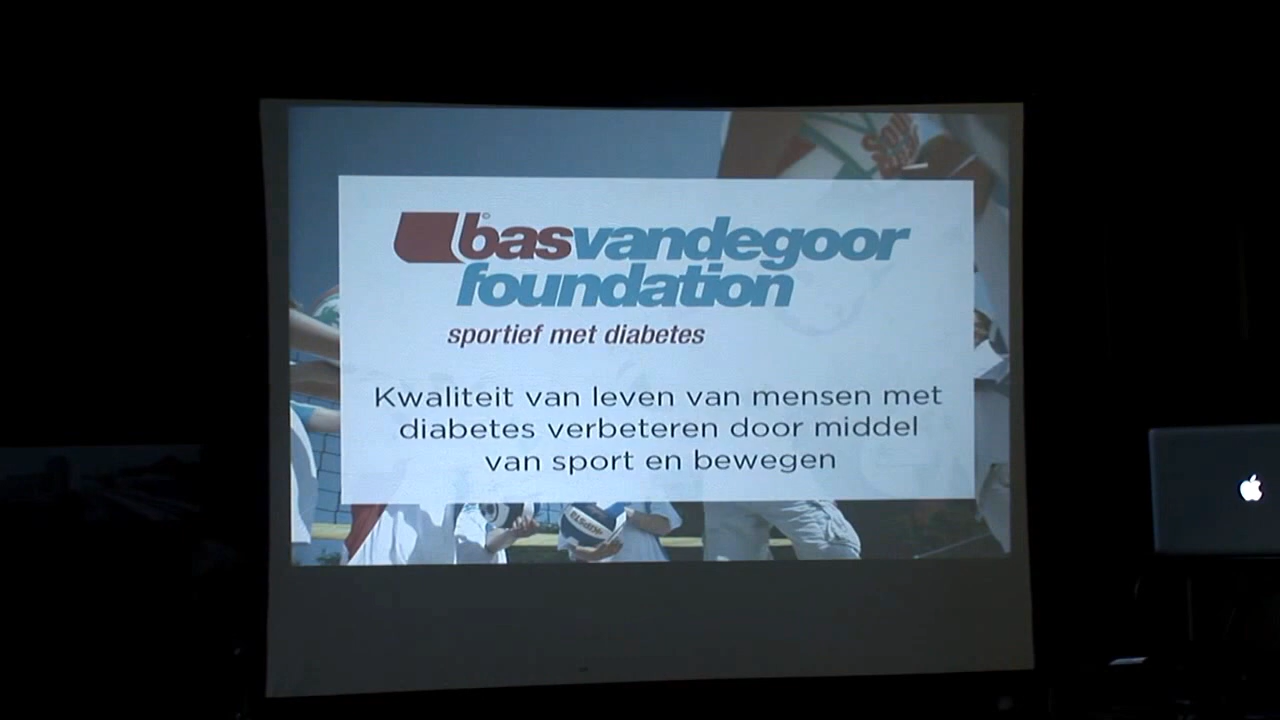 basvandegoor
foundation
sportief met diabetes
Kwaliteit van leven van mensen met
diabetes verbeteren door middel
van sport en bewegen